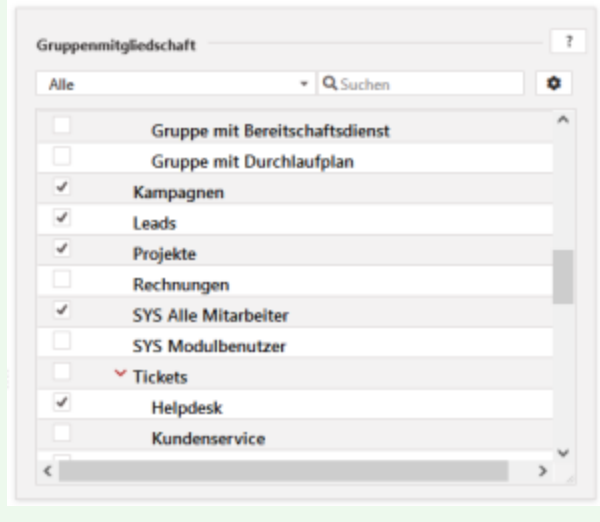 Gruppenmitgliedschaft
?
Alle
Suchen
Gruppe mit Bereitschaftsdienst
Gruppe mit Durchlaufplan
Kampagnen
Leads
Projekte
Rechnungen
SYS Alle Mitarbeiter
SYS Modulbenutzer
Tickets
Helpdesk
Kundenservice